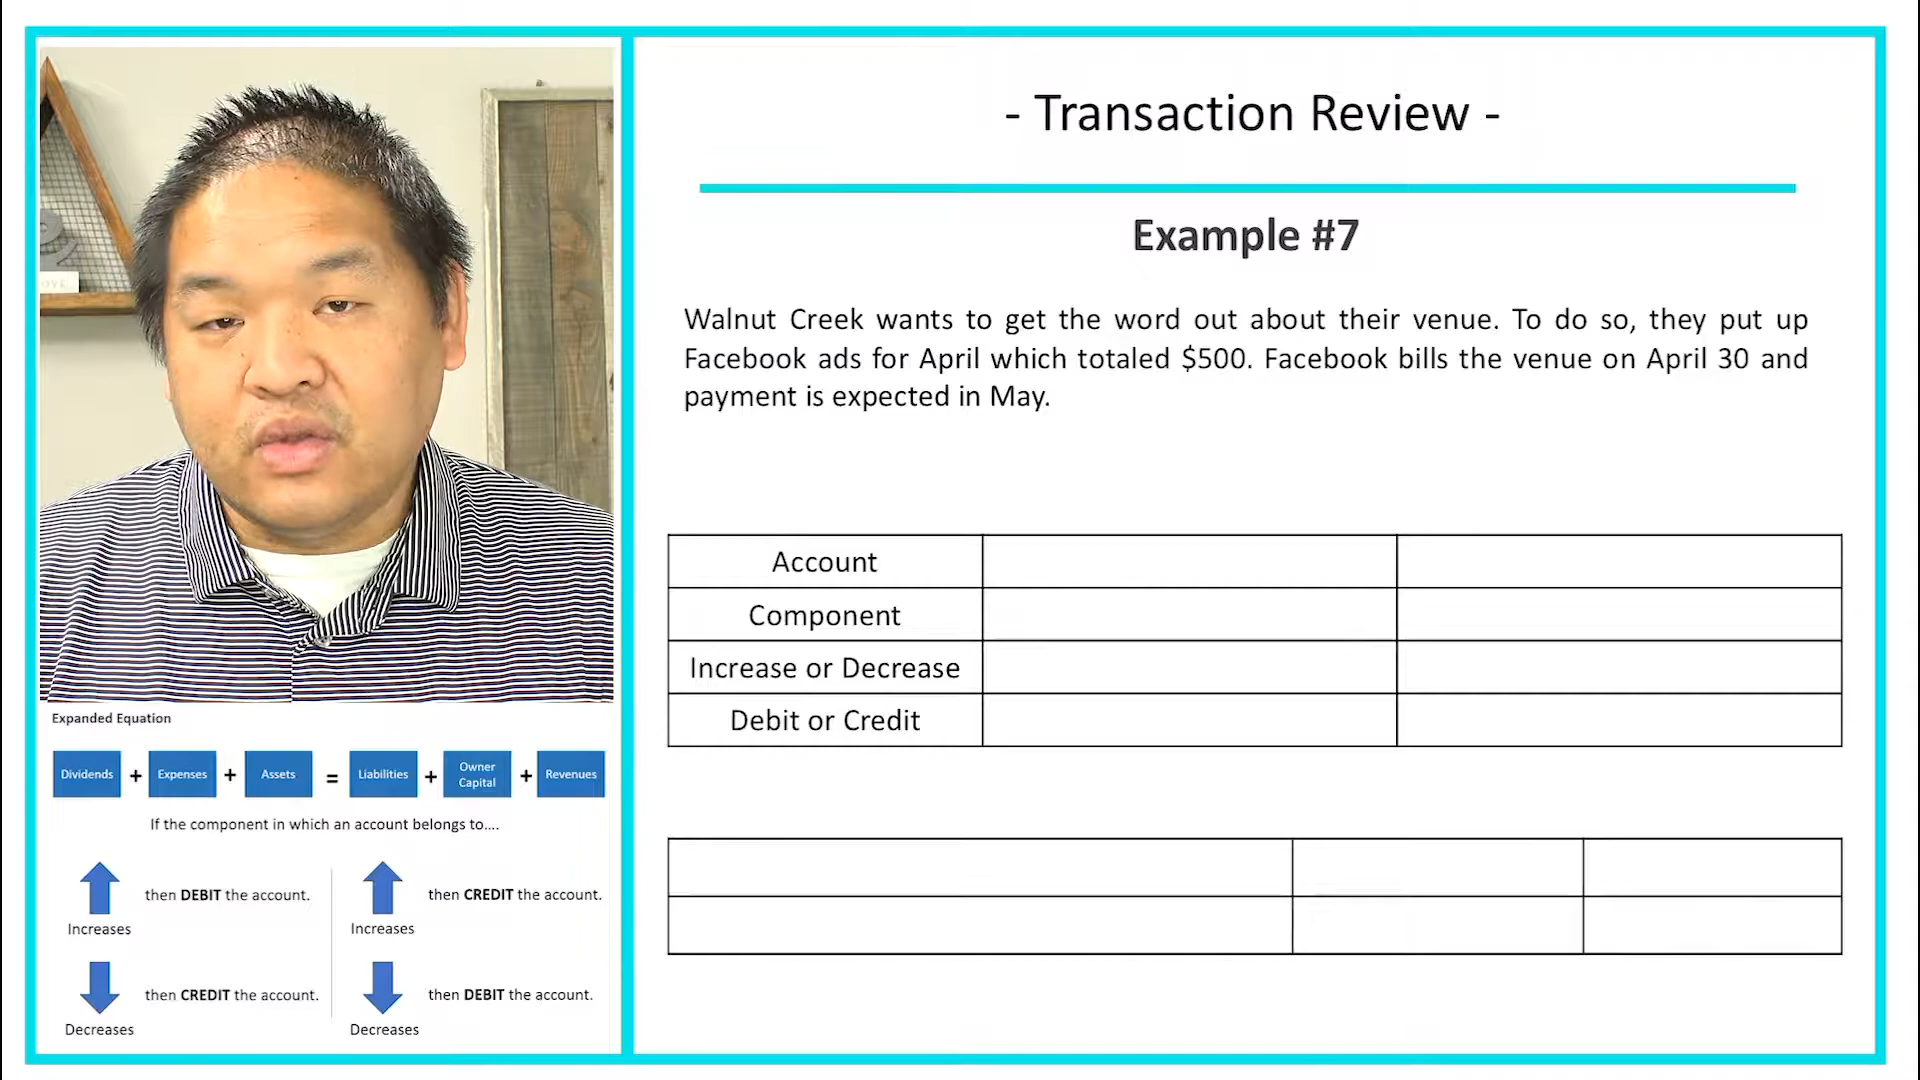 - Transaction Review -
Example #7
Walnut Creek wants to get the word out about their venue. To do so, they put up
Facebook ads for April which totaled $500. Facebook bills the venue on April 30 and
payment is expected in May.
Account
Component
Increase or Decrease
Debit or Credit
OVE
Expanded Equation
Dividends + Expenses + Assets = Liabilities + Owner Capital + Revenues
If the component in which an account belongs to....
Increases
then DEBIT the account.
Decreases
then CREDIT the account.
Increases
then CREDIT the account.
Decreases
then DEBIT the account.